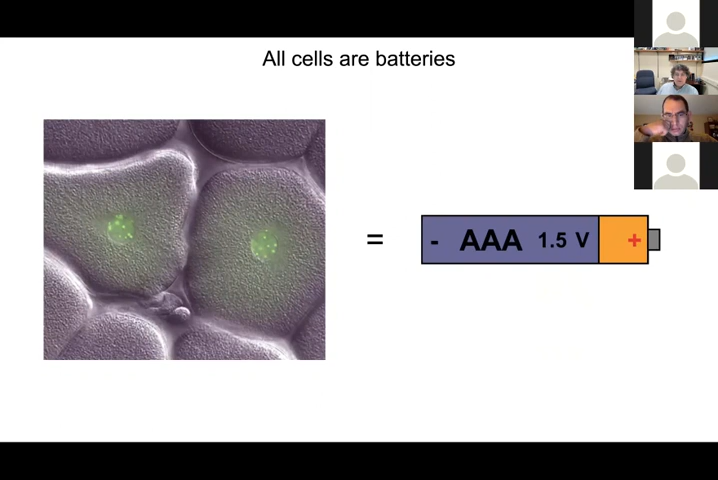 All cells are batteries
=
- AAA 1.5 V +